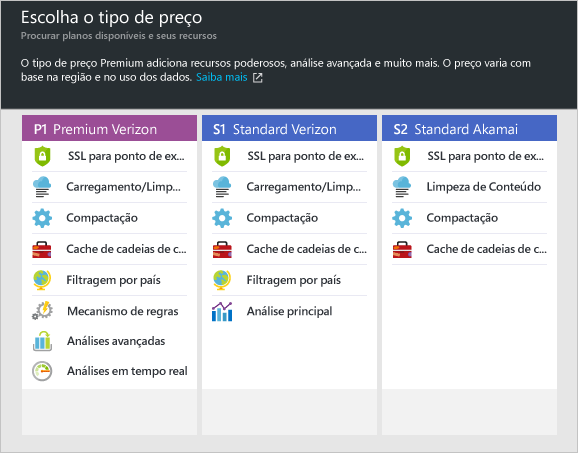 Escolha o tipo de preço
Procurar planos disponíveis e seus recursos
O tipo de preço Premium adiciona recursos poderosos, análise avançada e muito mais. O preço varia com
base na região e no uso dos dados. Saiba mais
P1 Premium Verizon
SSL para ponto de ex...
Carregamento/Limp...
Compactação
Cache de cadeias de c...
Filtragem por país
Mecanismo de regras
Análises avançadas
Análises em tempo real
S1 Standard Verizon
SSL para ponto de ex...
Carregamento/Limp...
Compactação
Cache de cadeias de c...
Filtragem por país
Análise principal
S2 Standard Akamai
SSL para ponto de ex...
Limpeza de Conteúdo
Compactação
Cache de cadeias de c...